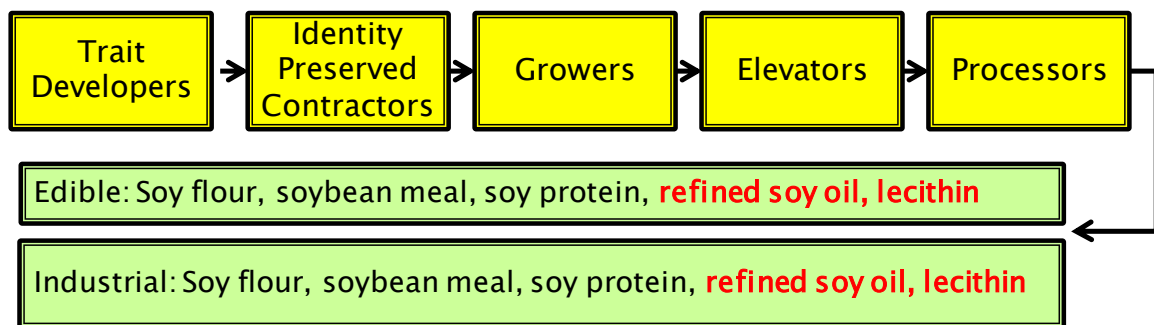 Trait
Developers
Identity
Preserved
Contractors
Growers
Elevators
Processors
Edible: Soy flour, soybean meal, soy protein, refined soy oil, lecithin
Industrial: Soy flour, soybean meal, soy protein, refined soy oil, lecithin